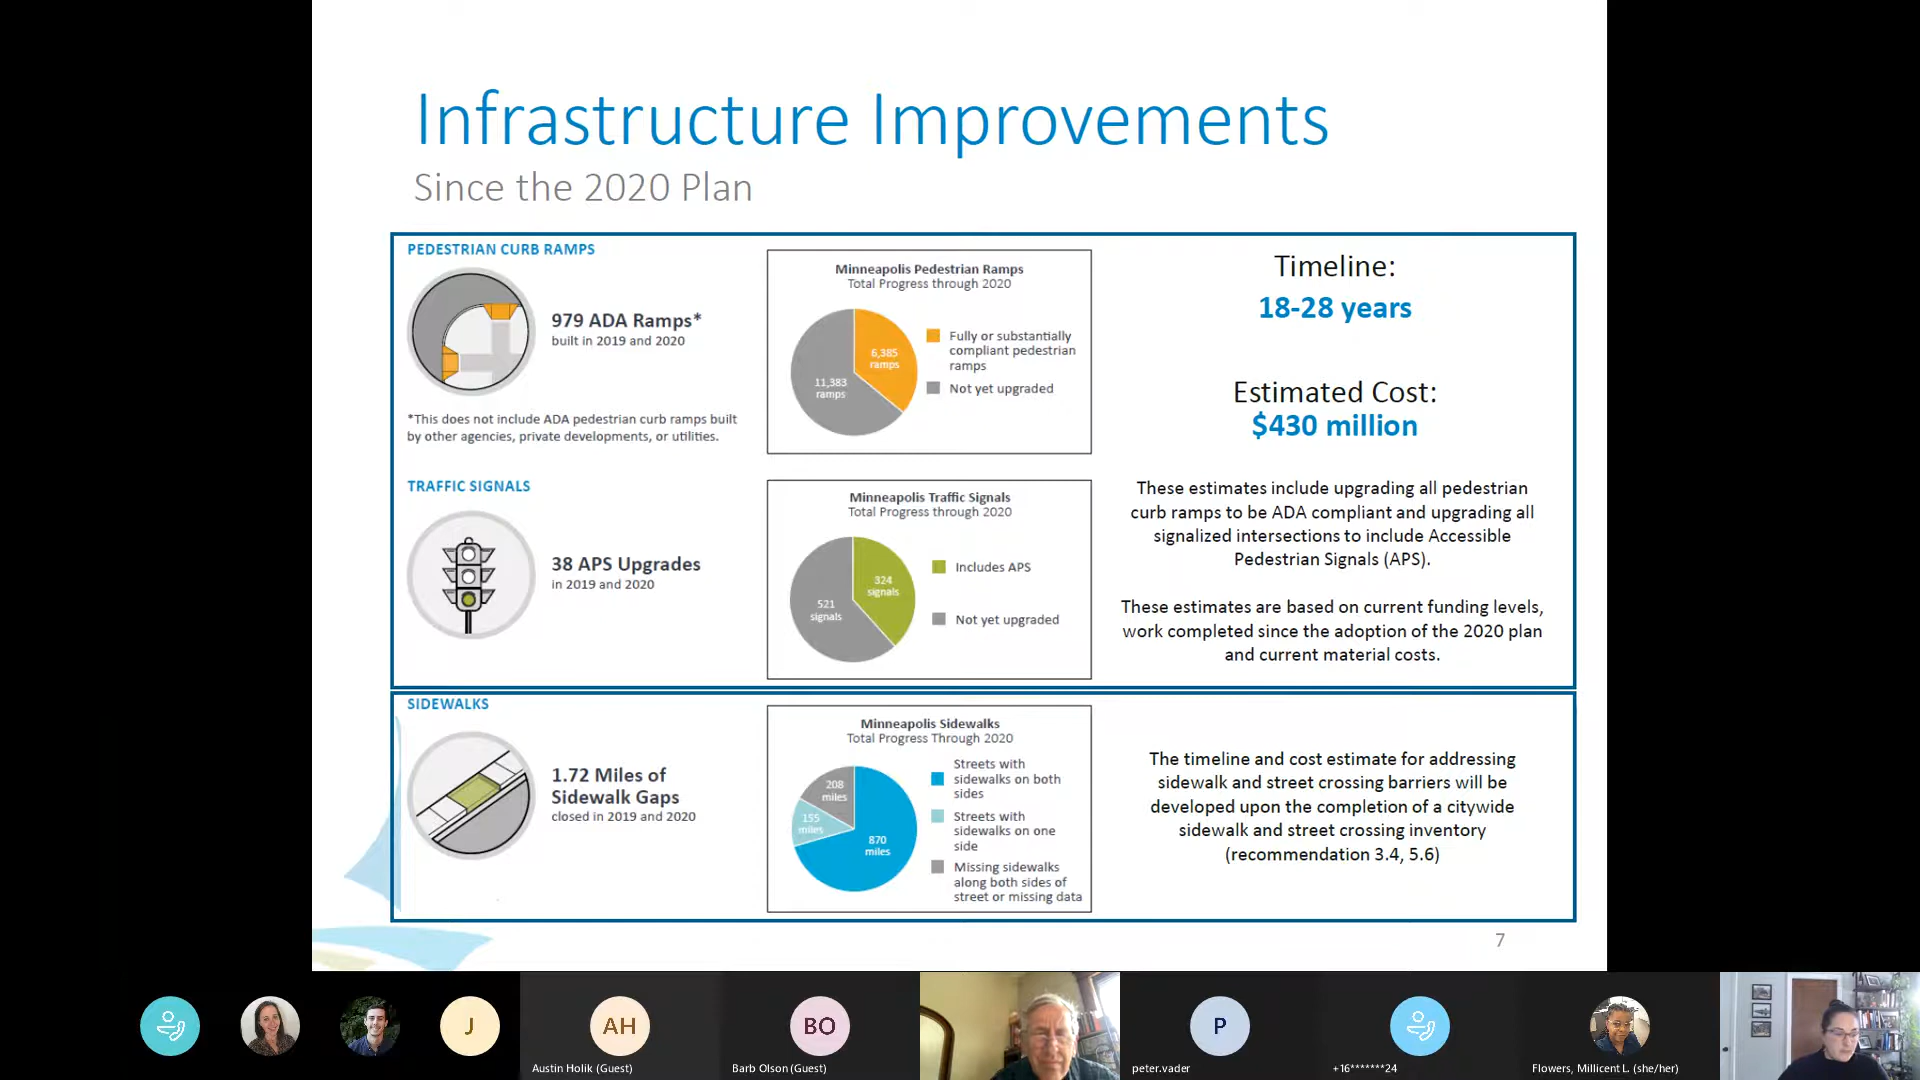 Infrastructure Improvements
Since the 2020 Plan
PEDESTRIAN CURB RAMPS
979 ADA Ramps*
built in 2019 and 2020
*This does not include ADA pedestrian curb ramps built
by other agencies, private developments, or utilities.
Minneapolis Pedestrian Ramps
Total Progress through 2020
6,385
ramps
11,383
ramps
Fully or substantially
compliant pedestrian
ramps
Not yet upgraded
Timeline:
18-28 years
Estimated Cost:
$430 million
These estimates include upgrading all pedestrian
curb ramps to be ADA compliant and upgrading all
signalized intersections to include Accessible
Pedestrian Signals (APS).
These estimates are based on current funding levels,
work completed since the adoption of the 2020 plan
and current material costs.
TRAFFIC SIGNALS
38 APS Upgrades
in 2019 and 2020
Minneapolis Traffic Signals
Total Progress through 2020
324
signals
521
signals
Includes APS
Not yet upgraded
SIDEWALKS
1.72 Miles of
Sidewalk Gaps
closed in 2019 and 2020
Minneapolis Sidewalks
Total Progress Through 2020
208
miles
155
miles
870
miles
Streets with
sidewalks on both
sides
Streets with
sidewalks on one
side
Missing sidewalks
along both sides of
street or missing data
The timeline and cost estimate for addressing
sidewalk and street crossing barriers will be
developed upon the completion of a citywide
sidewalk and street crossing inventory
(recommendation 3.4, 5.6)
7
J
AH
Austin Holik (Guest)
BO
Barb Olson (Guest)
P
peter.vader
+16*******24
Flowers, Millicent L. (she/her)